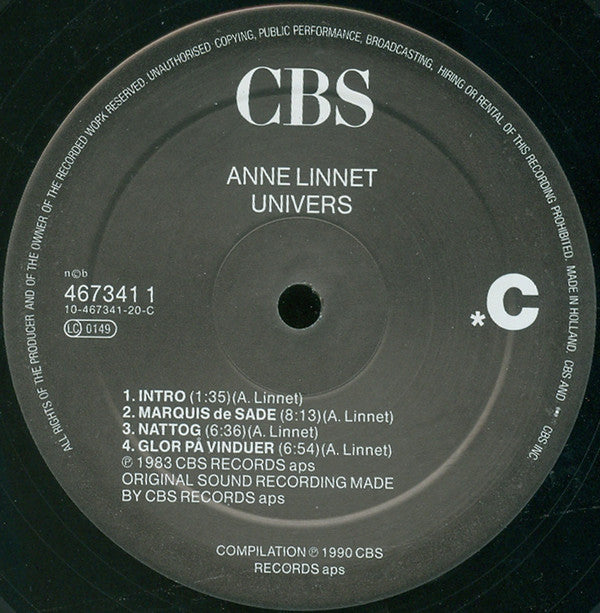 ALL RIGHTS OF THE PRODUCER AND OF THE OWNER OF THE RECORDED WORK RESERVED. UNAUTHORISED COPYING, PUBLIC PERFORMANCE, BROADCASTING, HIRING OR RENTAL OF THIS RECORDING PROHIBITED. MADE IN HOLLAND. CBS AND ••• CBS INC.
CBS
ANNE LINNET
UNIVERS
n©b
467341 1
10-467341-20-C
LC 0149
*C
1. INTRO (1:35)(A. Linnet)
2. MARQUIS de SADE (8:13)(A. Linnet)
3. NATTOG (6:36)(A. Linnet)
4. GLOR PÅ VINDUER (6:54)(A. Linnet)
℗ 1983 CBS RECORDS aps
ORIGINAL SOUND RECORDING MADE
BY CBS RECORDS aps
COMPILATION ℗ 1990 CBS
RECORDS aps